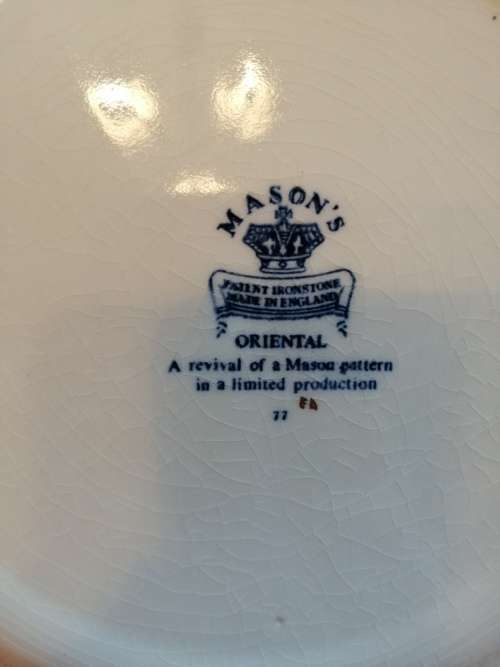 MASON'S
PATENT IRONSTONE
MADE IN ENGLAND
ORIENTAL
A revival of a Mason pattern
in a limited production
77